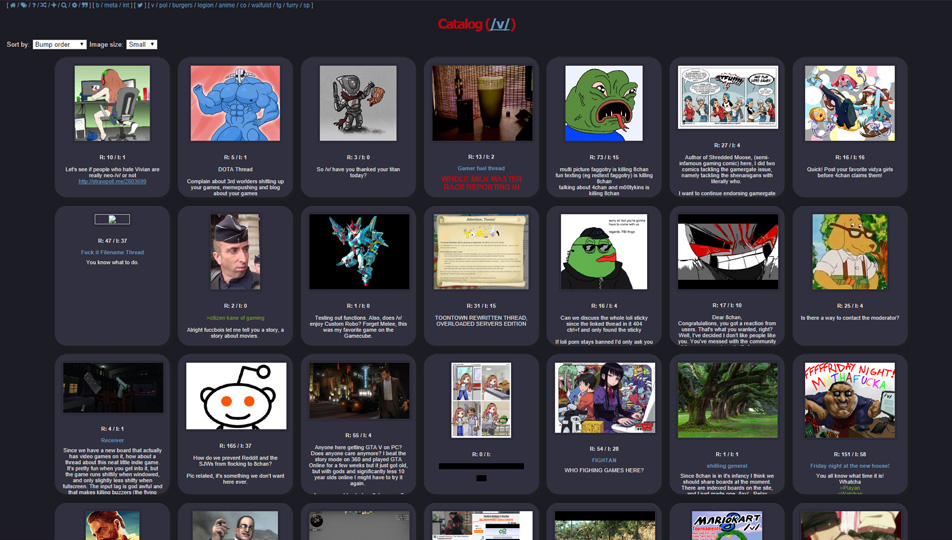 [ / / ? / / + / / / ] [ b / meta / int ] [ ] [ v / pol / burgers / legion / anime / co / waifuist / tg / furry / sp ]
Catalog (/v/)
Sort by: Bump order Image size: Small
R: 10 / I: 1
Let's see if people who hate Vivian are
really neo-/v/ or not
R: 5 / I: 1
DOTA Thread
Complain about 3rd worlders shitting up
your games, memepushing and blog
about your games
R: 3 / I: 0
So /v/ have you thanked your titan
today?
R: 13 / I: 2
Gamer fuel thread
WHOLE MILK MASTER
RACE REPORTING IN
R: 73 / I: 15
multi picture faggotry is killing 8chan
fun texting (eg redtext faggotry) is killing
8chan
talking about 4chan and m00tykins is
killing 8chan
R: 27 / I: 4
Author of Shredded Moose, (semi-
infamous gaming comic) here, I did two
comics tackling the gamergate issue,
namely tackling the shenanigans with
literally who.
I want to continue endorsing gamergate
R: 16 / I: 16
Quick! Post your favorite vidya girls
before 4chan claims them!
R: 47 / I: 37
Fuck it Filename Thread
You know what to do.
R: 2 / I: 0
>citizen kane of gaming
Alright fuccbois let me tell you a story, a
story about movies.
R: 1 / I: 0
Testing out functions. Also, does /v/
enjoy Custom Robo? Forget Melee, this
was my favorite game on the
Gamecube.
R: 31 / I: 15
TOONTOWN REWRITTEN THREAD,
OVERLOADED SERVERS EDITION
R: 16 / I: 4
Can we discuss the whole loli sticky
since the linked thread in it 404
ctrl+f and only found the sticky
If loli porn stays banned I'd only ask you
R: 17 / I: 10
Dear 8chan,
Congratulations, you got a reaction from
users. That's what you wanted, right?
Well, I've decided I don't like people like
you. You've messed with the community
R: 25 / I: 4
Is there a way to contact the moderator?
R: 4 / I: 1
Receiver
Since we have a new board that actually
has video games on it, how about a
thread about this neat little indie game
It's pretty fun when you get into it, but
the game runs shittily when windowed,
and only slightly less shitty when
fullscreen. The input lag is god awful and
that makes killing buzzers (the flying
R: 165 / I: 37
How do we prevent Reddit and the
SJWs from flocking to 8chan?
Pic related, it's something we don't want
here ever.
R: 55 / I: 4
Anyone here getting GTA V on PC?
Does anyone care anymore? I beat the
story mode on 360 and played GTA
Online for a few weeks but it just got old,
but with gods and significantly less 10
year olds online I might have to try it
again.
R: 0 / I:
R: 54 / I: 28
FIGHTAN
WHO FIGHING GAMES HERE?
R: 1 / I: 1
shilling general
Since 8chan is in it's infancy I think we
should share boards at the moment.
There are indexed boards on the site,
FFFFRIDAY NIGHT!
MUTHAFUCKA
R: 151 / I: 58
Friday night at the new house!
You all know what time it is!
Whatcha
>Playan
MARIOKART
/v/